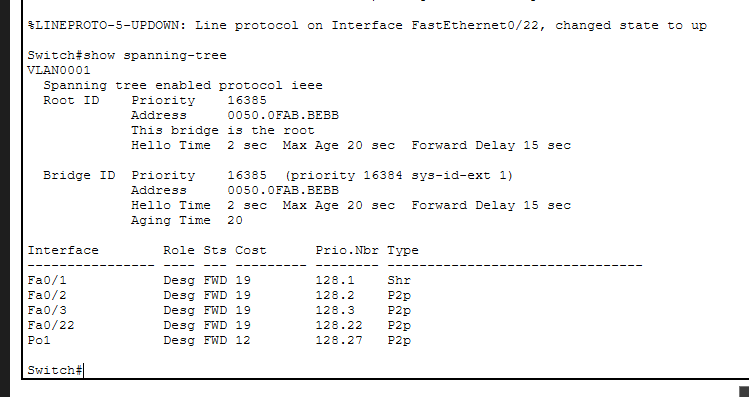 %LINEPROTO-5-UPDOWN: Line protocol on Interface FastEthernet0/22, changed state to up
Switch#show spanning-tree
VLAN0001
  Spanning tree enabled protocol ieee
  Root ID    Priority    16385
             Address     0050.0FAB.BEBB
             This bridge is the root
             Hello Time  2 sec  Max Age 20 sec  Forward Delay 15 sec
  Bridge ID  Priority    16385  (priority 16384 sys-id-ext 1)
             Address     0050.0FAB.BEBB
             Hello Time  2 sec  Max Age 20 sec  Forward Delay 15 sec
             Aging Time  20
Interface        Role Sts Cost      Prio.Nbr Type
---------------- ---- --- --------- -------- --------------------------------
Fa0/1            Desg FWD 19        128.1    Shr
Fa0/2            Desg FWD 19        128.2    P2p
Fa0/3            Desg FWD 19        128.3    P2p
Fa0/22           Desg FWD 19        128.22   P2p
Po1              Desg FWD 12        128.27   P2p
Switch#